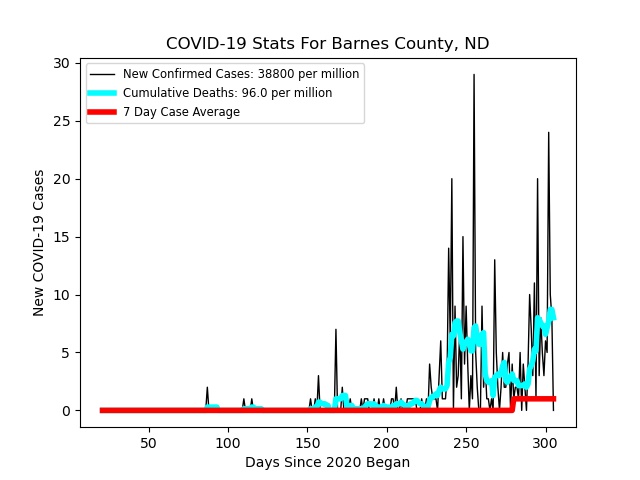 COVID-19 Stats For Barnes County, ND
New Confirmed Cases: 38800 per million
Cumulative Deaths: 96.0 per million
7 Day Case Average
New COVID-19 Cases
30
25
20
15
10
5
0
50 100 150 200 250 300
Days Since 2020 Began